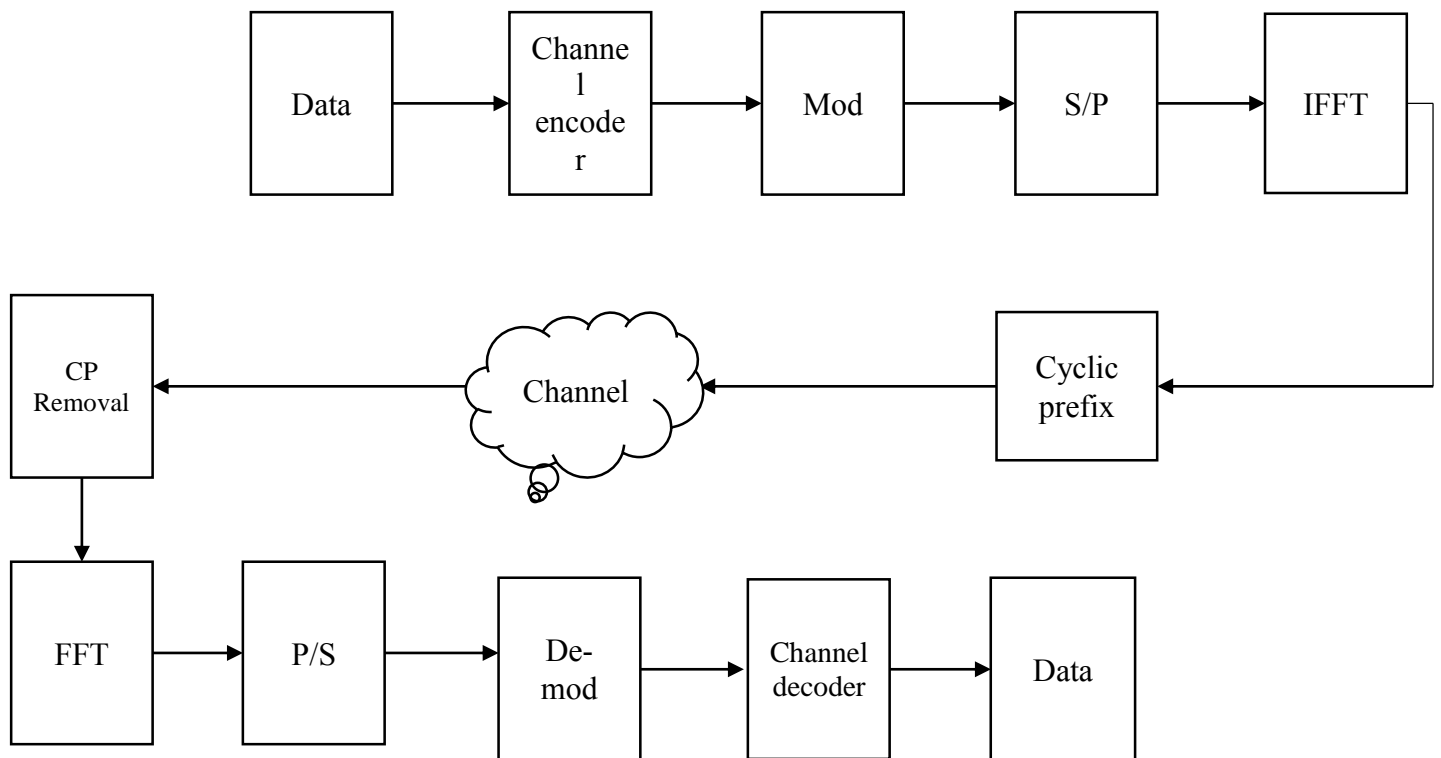 Data
Channe
l
encode
r
Mod
S/P
IFFT
CP
Removal
Channel
Cyclic
prefix
FFT
P/S
De-
mod
Channel
decoder
Data